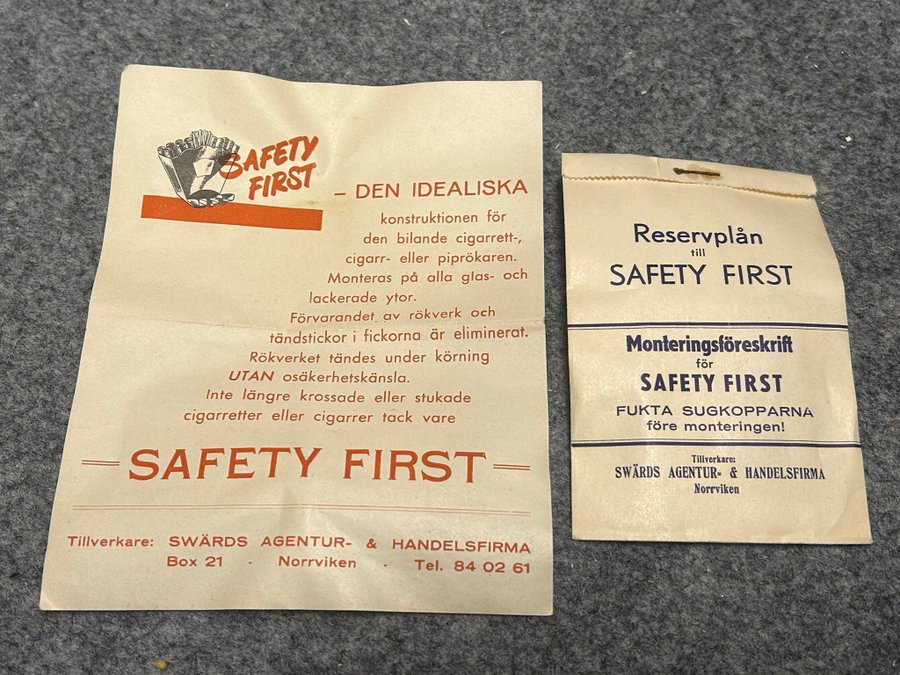 SAFETY
FIRST
– DEN IDEALISKA
konstruktionen för
den bilande cigarrett-,
cigarr- eller piprökaren.
Monteras på alla glas- och
lackerade ytor.
Förvarandet av rökverk och
tändstickor i fickorna är eliminerat.
Rökverket tändes under körning
UTAN osäkerhetskänsla.
Inte längre krossade eller stukade
cigarretter eller cigarrer tack vare
SAFETY FIRST
Tillverkare: SWÄRDS AGENTUR- & HANDELSFIRMA
Box 21 · Norrviken · Tel. 84 02 61
Reservplån
till
SAFETY FIRST
Monteringsföreskrift
för
SAFETY FIRST
FUKTA SUGKOPPARNA
före monteringen!
Tillverkare:
SWÄRDS AGENTUR- & HANDELSFIRMA
Norrviken